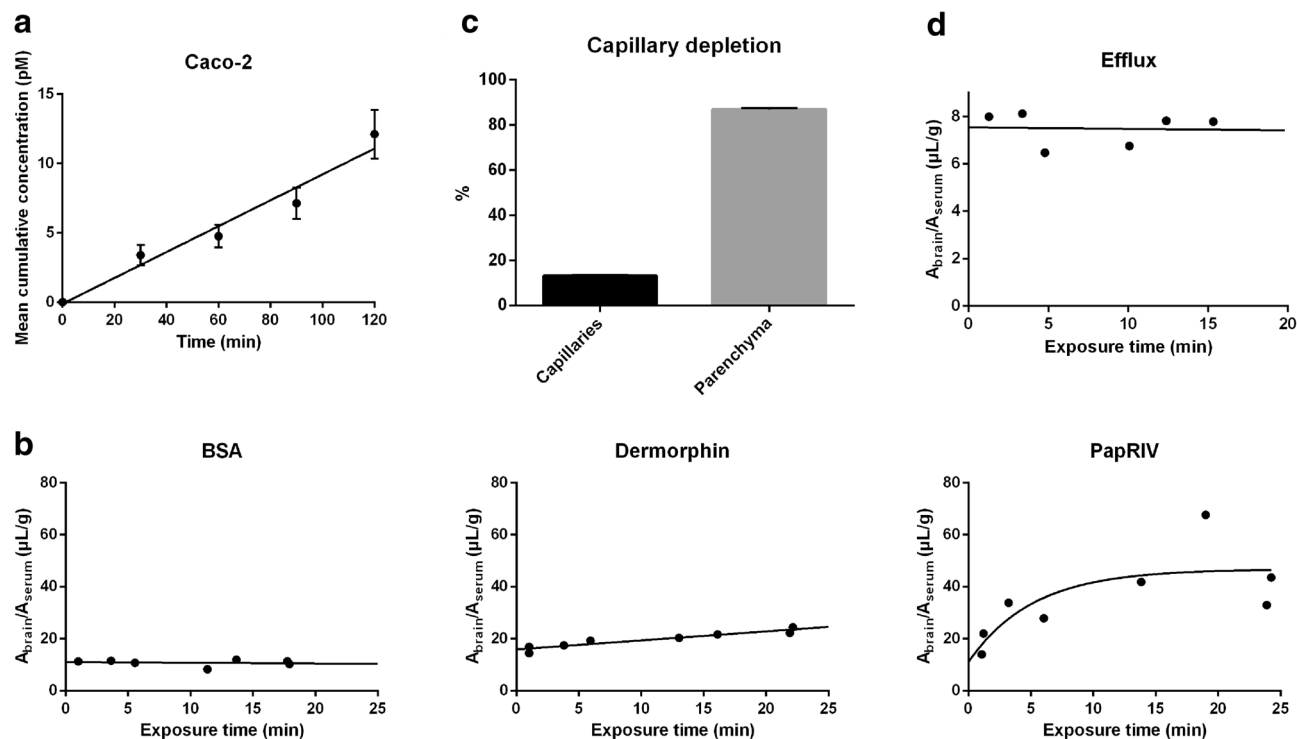 a
Caco-2
Mean cumulative concentration (pM)
15
10
5
0
0 20 40 60 80 100 120
Time (min)
c
Capillary depletion
%
100
80
60
40
20
0
Capillaries
Parenchyma
d
Efflux
Abrain/Aserum (µL/g)
8
6
4
2
0
0 5 10 15 20
Exposure time (min)
b
BSA
Abrain/Aserum (µL/g)
80
60
40
20
0
0 5 10 15 20 25
Exposure time (min)
Dermorphin
Abrain/Aserum (µL/g)
80
60
40
20
0
0 5 10 15 20 25
Exposure time (min)
PapRIV
Abrain/Aserum (µL/g)
80
60
40
20
0
0 5 10 15 20 25
Exposure time (min)